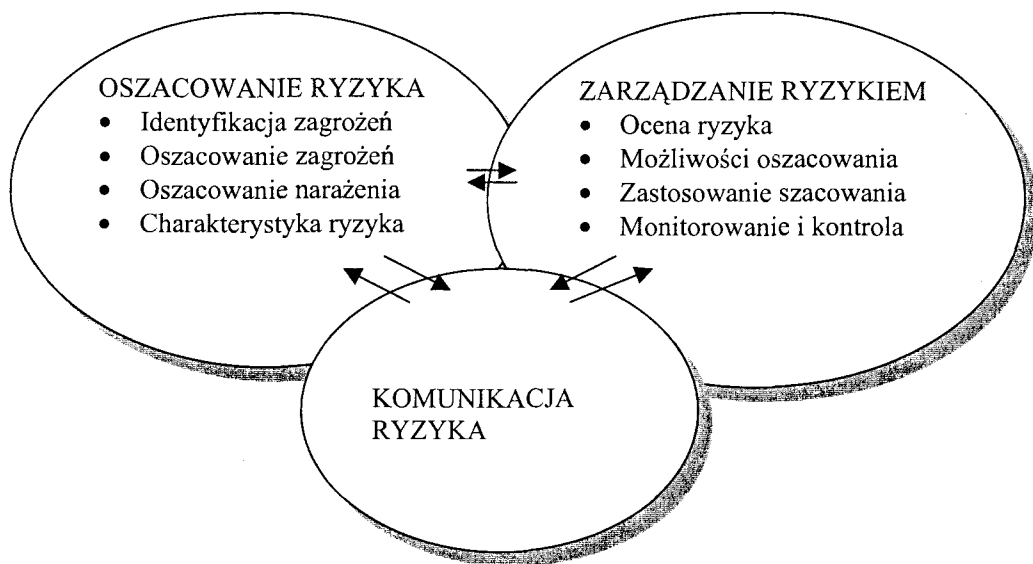 OSZACOWANIE RYZYKA
• Identyfikacja zagrożeń
• Oszacowanie zagrożeń
• Oszacowanie narażenia
• Charakterystyka ryzyka
ZARZĄDZANIE RYZYKIEM
• Ocena ryzyka
• Możliwości oszacowania
• Zastosowanie szacowania
• Monitorowanie i kontrola
KOMUNIKACJA
RYZYKA